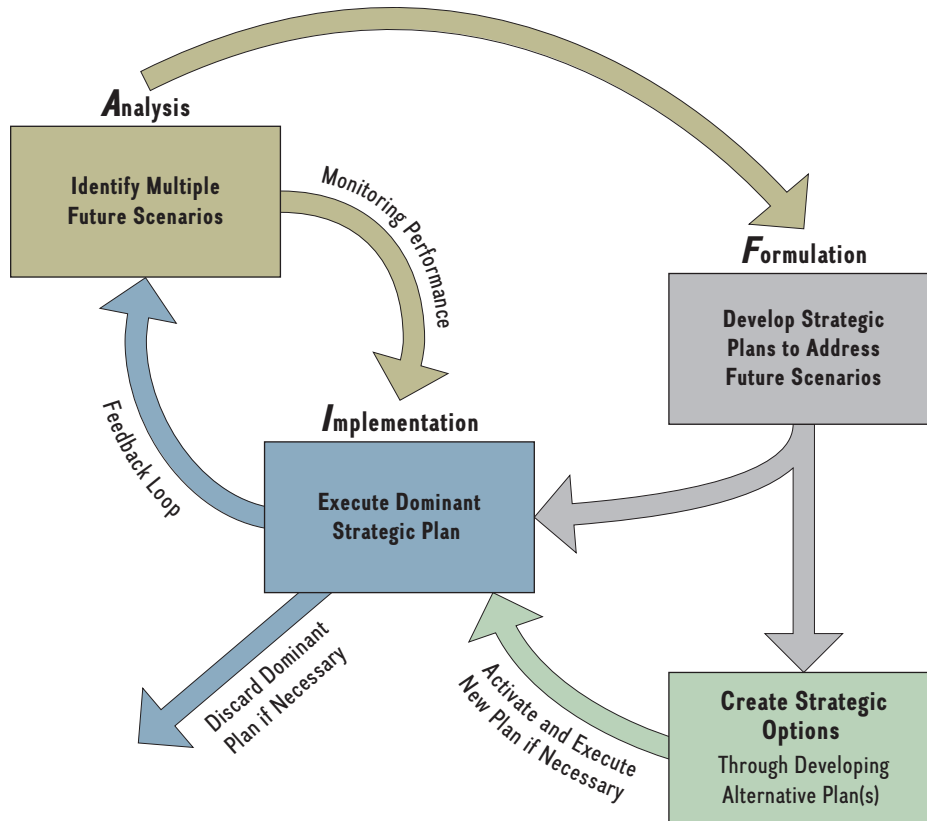 Analysis
Identify Multiple
Future Scenarios
Monitoring Performance
Formulation
Develop Strategic
Plans to Address
Future Scenarios
Implementation
Execute Dominant
Strategic Plan
Feedback Loop
Discard Dominant
Plan if Necessary
Activate and Execute
New Plan if Necessary
Create Strategic
Options
Through Developing
Alternative Plan(s)